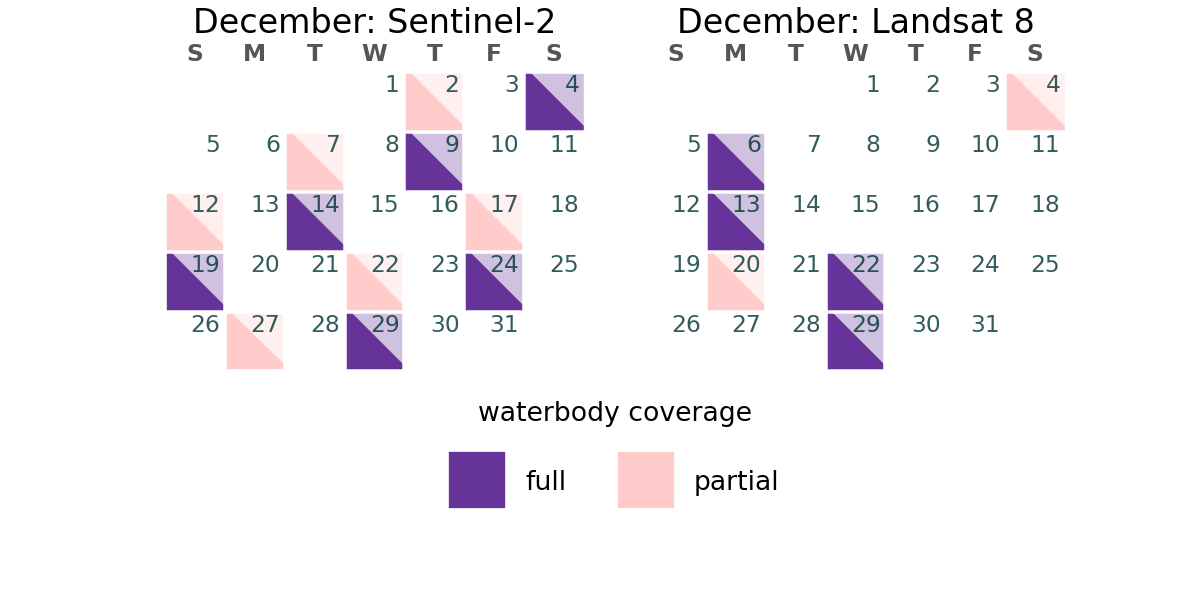 December: Sentinel-2
S M T W T F S
1 2 3 4
5 6 7 8 9 10 11
12 13 14 15 16 17 18
19 20 21 22 23 24 25
26 27 28 29 30 31
December: Landsat 8
S M T W T F S
1 2 3 4
5 6 7 8 9 10 11
12 13 14 15 16 17 18
19 20 21 22 23 24 25
26 27 28 29 30 31
waterbody coverage
full partial